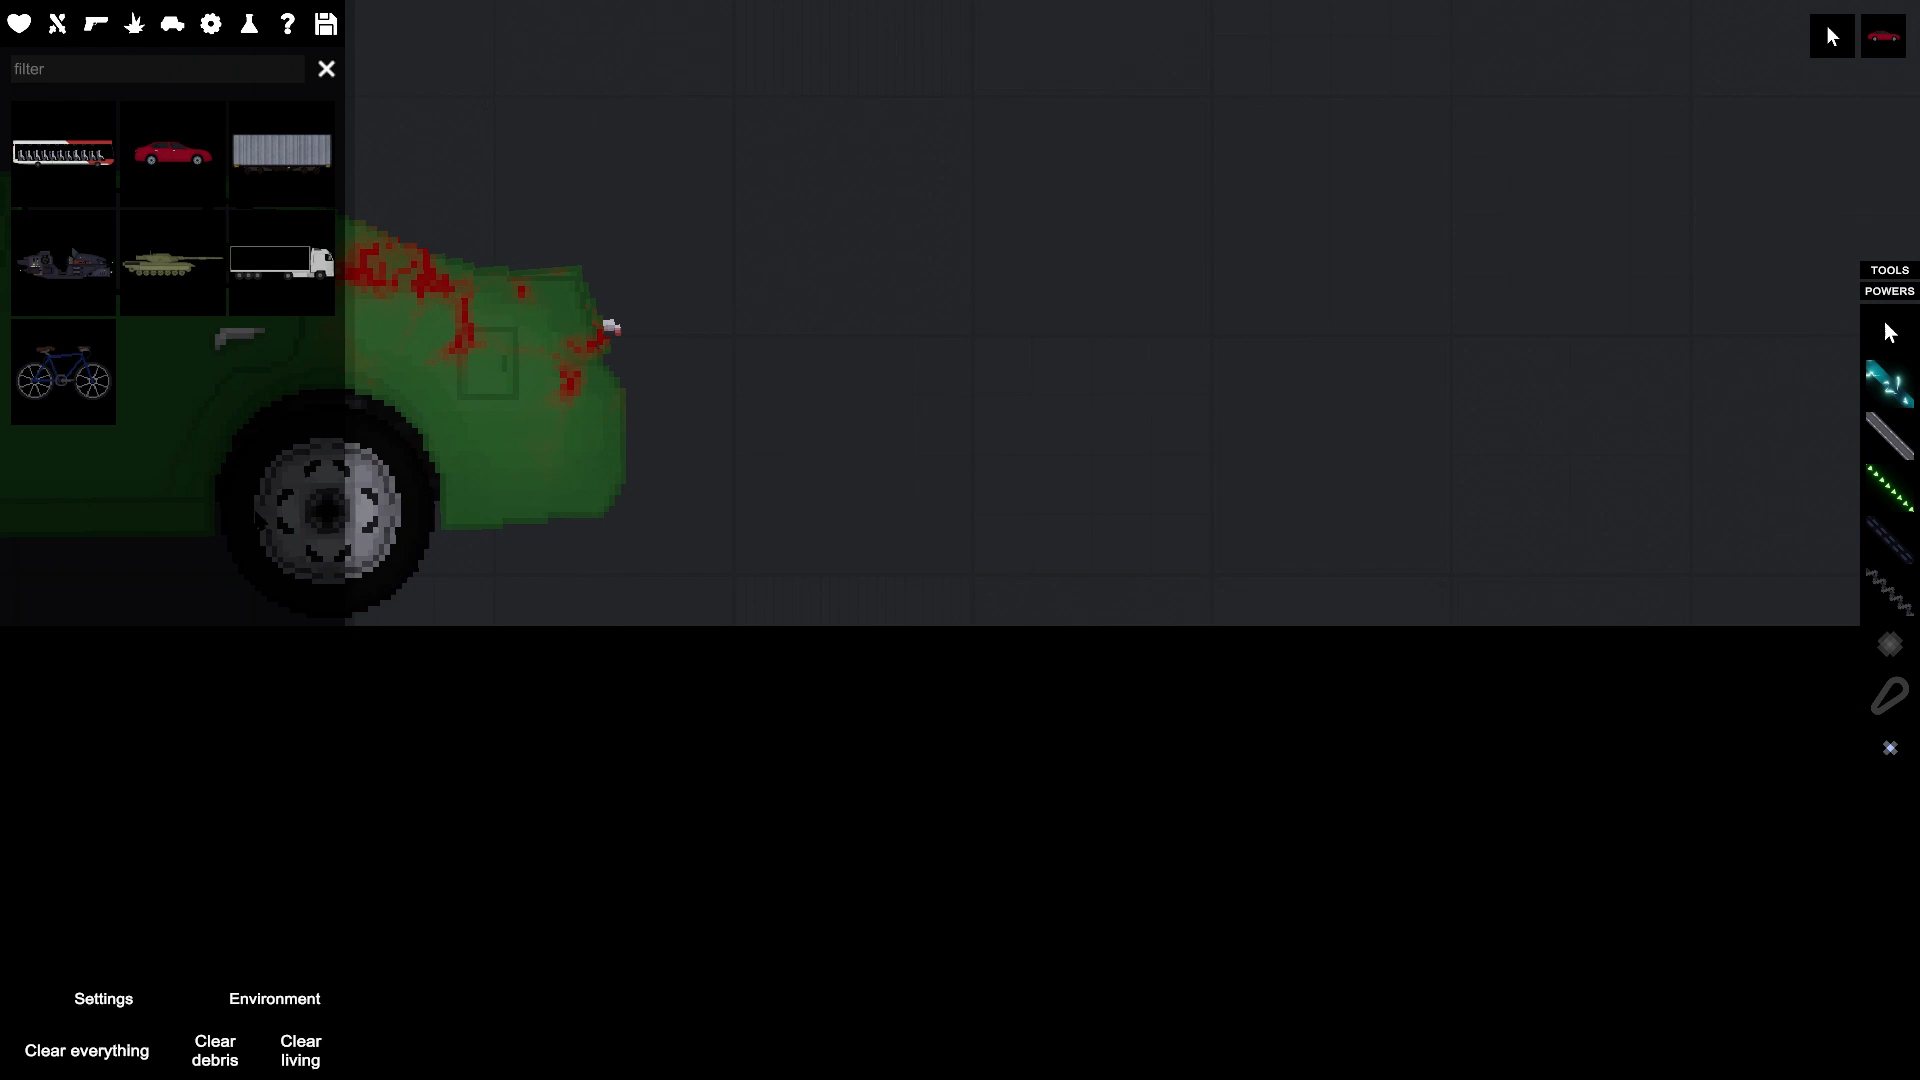 filter
TOOLS
POWERS
Settings
Environment
Clear everything
Clear
debris
Clear
living